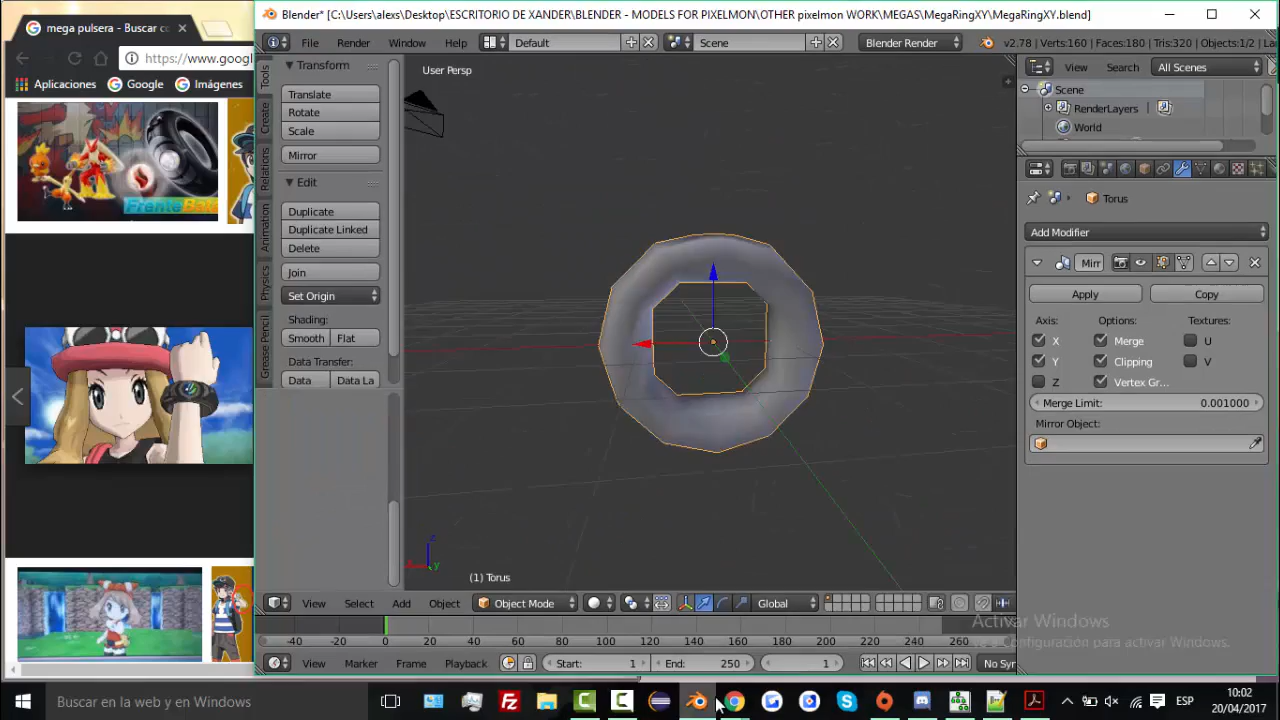 mega pulsera - Buscar co
https://www.googl
Aplicaciones
Google
Imágenes
Blender* [C:\Users\alexs\Desktop\ESCRITORIO DE XANDER\BLENDER - MODELS FOR PIXELMON\OTHER pixelmon WORK\MEGAS\MegaRingXY\MegaRingXY.blend]
File
Render
Window
Help
Default
Scene
Blender Render
v2.78 | Verts:160 | Faces:180 | Tris:320 | Objects:1/2 | La
Tools
Create
Relations
Animation
Physics
Grease Pencil
Transform
Translate
Rotate
Scale
Mirror
Edit
Duplicate
Duplicate Linked
Delete
Join
Set Origin
Shading:
Smooth
Flat
Data Transfer:
Data
Data La
User Persp
(1) Torus
View
Search
All Scenes
Scene
RenderLayers
World
Torus
Add Modifier
Mirr
Apply
Copy
Axis:
Options:
Textures:
X
Merge
U
Y
Clipping
V
Z
Vertex Gr...
Merge Limit:
0.001000
Mirror Object:
View
Select
Add
Object
Object Mode
Global
-40
-20
0
20
40
60
80
100
120
140
160
180
200
220
240
260
View
Marker
Frame
Playback
Start:
1
End:
250
1
No Syn
Activar Windows
Ve a Configuración para activar Windows.
Buscar en la web y en Windows
ESP
10:02
20/04/2017